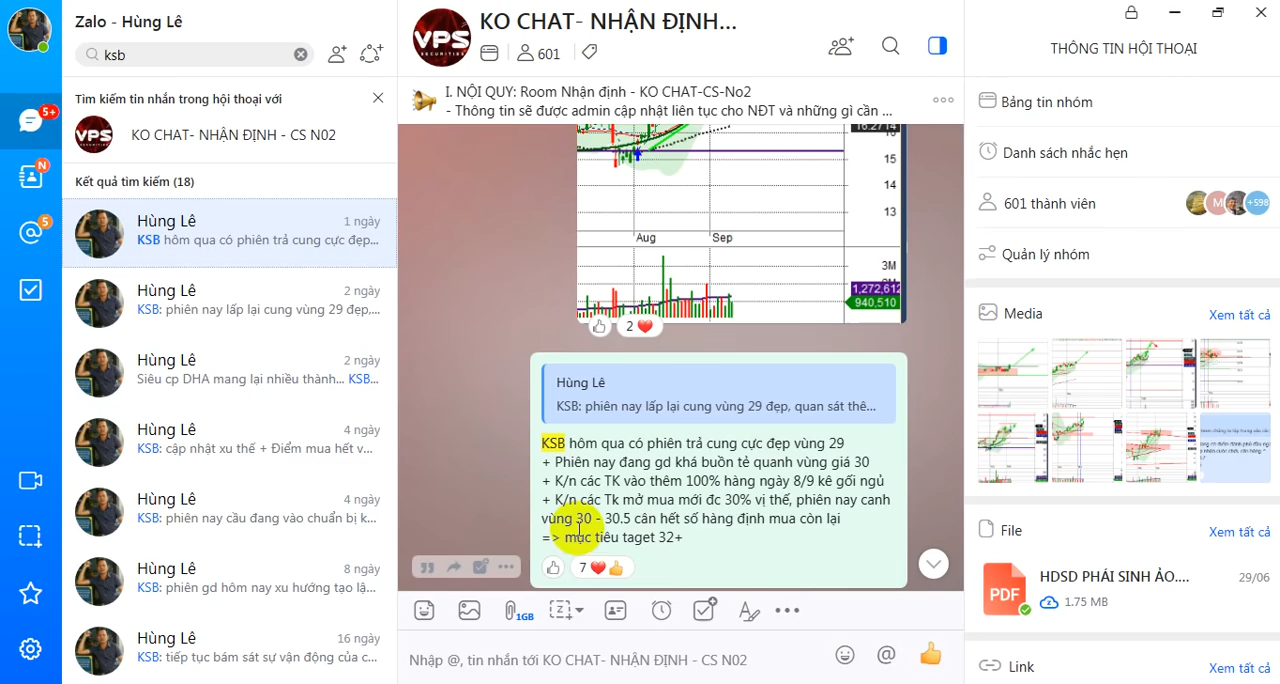 Zalo - Hùng Lê
ksb
5+
N
5
Tìm kiếm tin nhắn trong hội thoại với
VPS
KO CHAT- NHẬN ĐỊNH - CS N02
Kết quả tìm kiếm (18)
Hùng Lê
1 ngày
KSB hôm qua có phiên trả cung cực đẹp...
Hùng Lê
2 ngày
KSB: phiên nay lấp lại cung vùng 29 đẹp,...
Hùng Lê
2 ngày
Siêu cp DHA mang lại nhiều thành... KSB...
Hùng Lê
4 ngày
KSB: cập nhật xu thế + Điểm mua hết v...
Hùng Lê
4 ngày
KSB: phiên nay cầu đang vào chuẩn bị k...
Hùng Lê
8 ngày
KSB: phiên gd hôm nay xu hướng tạo lậ...
Hùng Lê
16 ngày
KSB: tiếp tục bám sát sự vận động của c...
VPS
SECURITIES
KO CHAT- NHẬN ĐỊNH...
601
I. NỘI QUY: Room Nhận định - KO CHAT-CS-No2
- Thông tin sẽ được admin cập nhật liên tục cho NĐT và những gì cần ...
16.2714
15
14
13
Aug
Sep
3M
1,272,612
940,510
2
Hùng Lê
KSB: phiên nay lấp lại cung vùng 29 đẹp, quan sát thê...
KSB hôm qua có phiên trả cung cực đẹp vùng 29
+ Phiên nay đang gd khá buồn tẻ quanh vùng giá 30
+ K/n các TK vào thêm 100% hàng ngày 8/9 kê gối ngủ
+ K/n các Tk mở mua mới đc 30% vị thế, phiên nay canh
vùng 30 - 30.5 cân hết số hàng định mua còn lại
=> mục tiêu taget 32+
7
1GB
Nhập @, tin nhắn tới KO CHAT- NHẬN ĐỊNH - CS N02
THÔNG TIN HỘI THOẠI
Bảng tin nhóm
Danh sách nhắc hẹn
601 thành viên
M
+598
Quản lý nhóm
Media
Xem tất cả
File
Xem tất cả
PDF
HDSD PHÁI SINH ẢO....
29/06
1.75 MB
Link
Xem tất cả